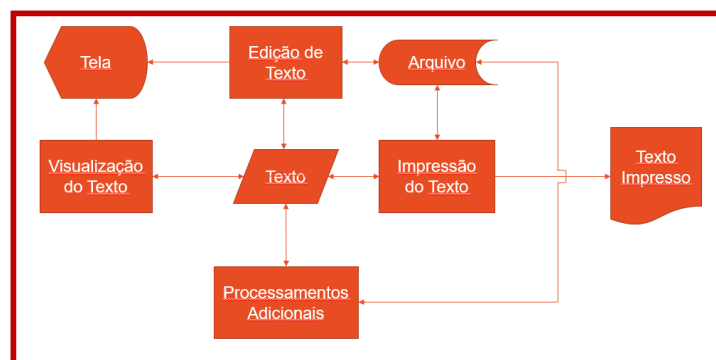 Tela
Edição de
Texto
Arquivo
Visualização
do Texto
Texto
Impressão
do Texto
Texto
Impresso
Processamentos
Adicionais